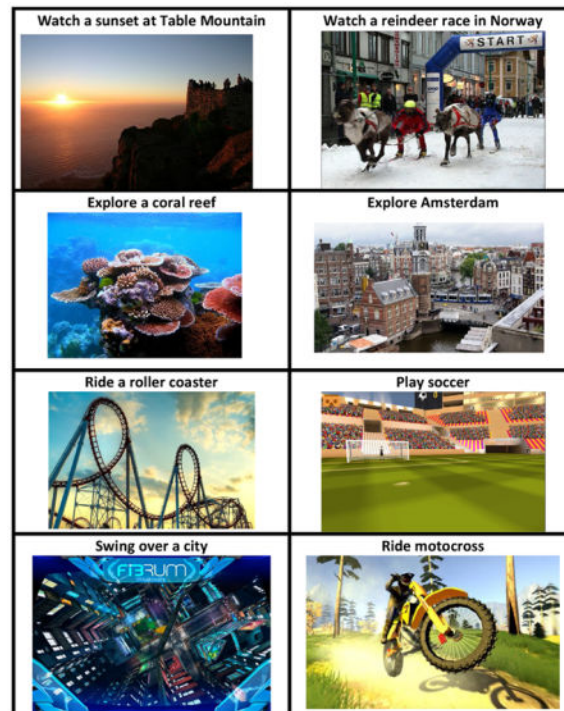 Watch a sunset at Table Mountain
Watch a reindeer race in Norway
START
Explore a coral reef
Explore Amsterdam
Ride a roller coaster
Play soccer
Swing over a city
FIBRUM
Ride motocross